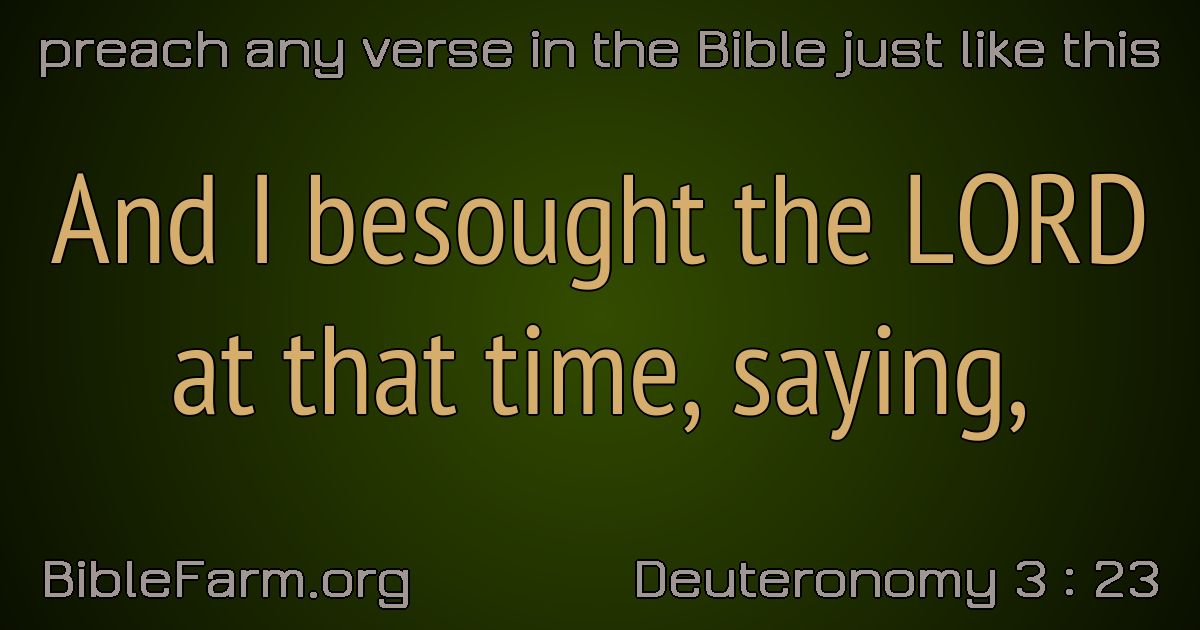 preach any verse in the Bible just like this
And I besought the LORD
at that time, saying,
BibleFarm.org
Deuteronomy 3 : 23